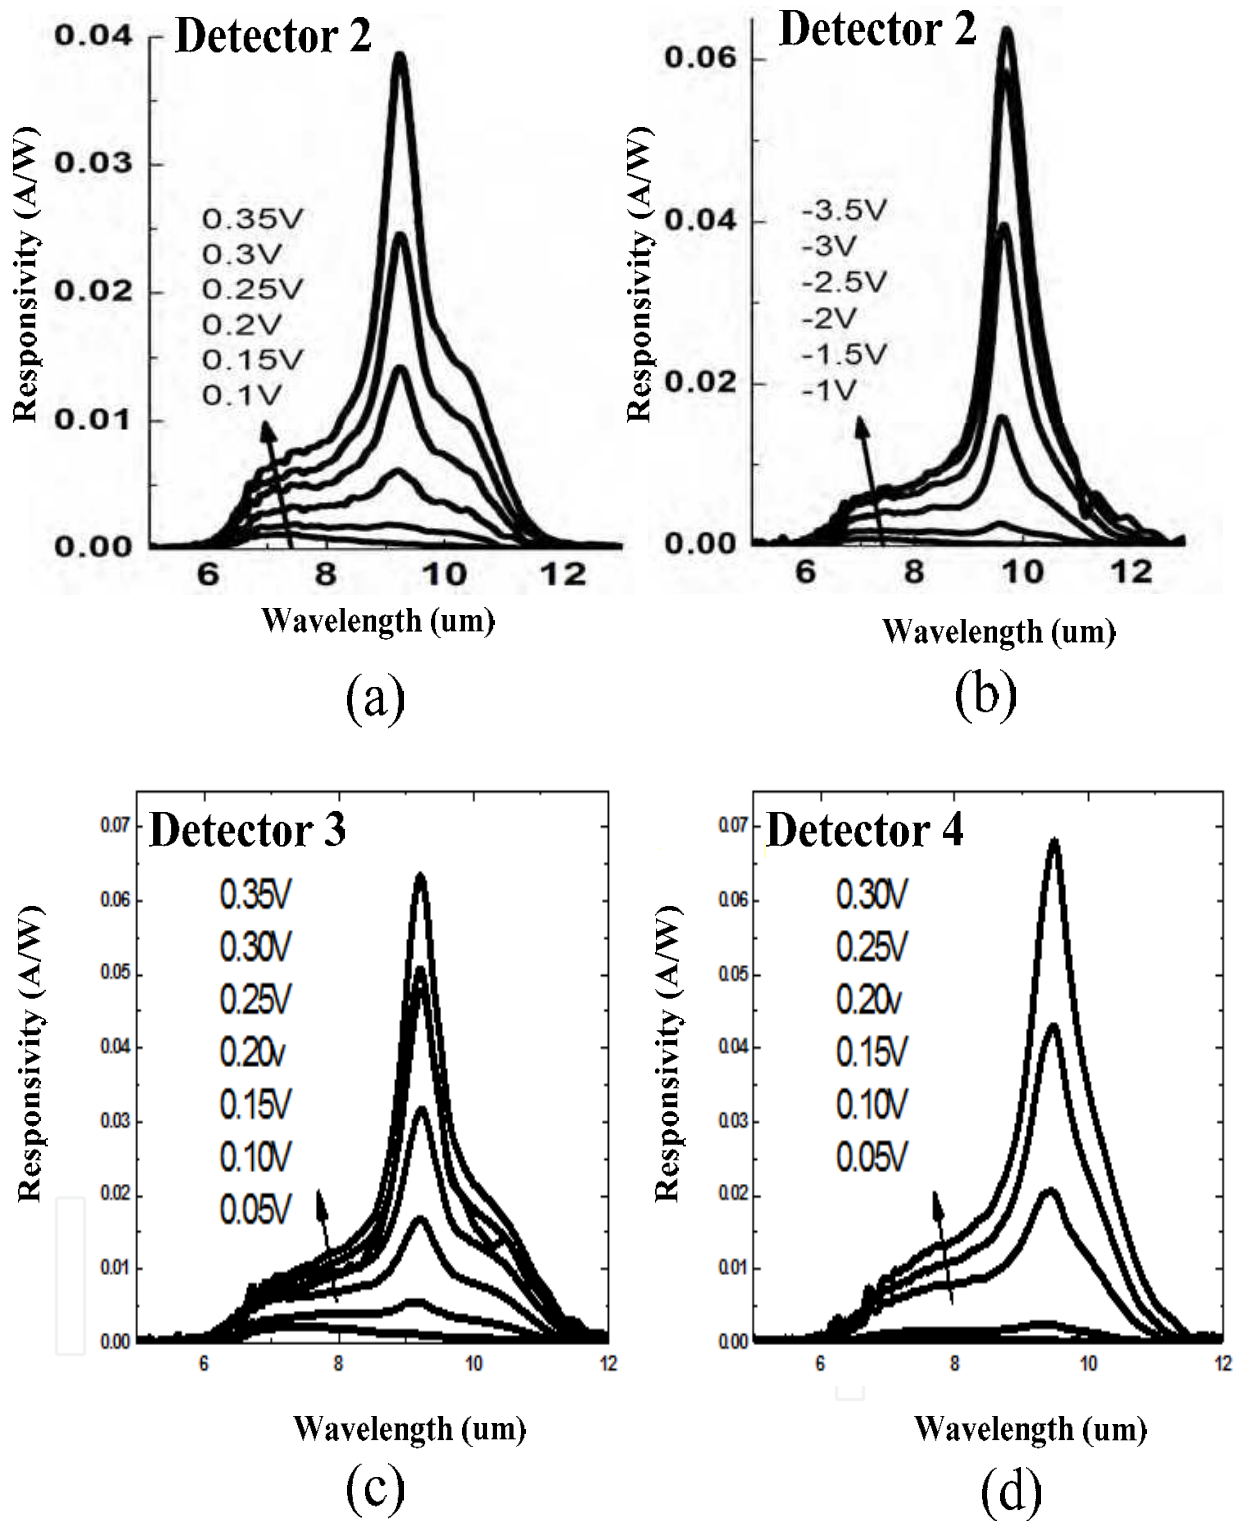 Detector 2
0.04
0.03
0.02
0.01
0.00
Responsivity (A/W)
0.35V
0.3V
0.25V
0.2V
0.15V
0.1V
6 8 10 12
Wavelength (um)
(a)
Detector 2
0.06
0.04
0.02
0.00
Responsivity (A/W)
-3.5V
-3V
-2.5V
-2V
-1.5V
-1V
6 8 10 12
Wavelength (um)
(b)
Detector 3
0.07
0.06
0.05
0.04
0.03
0.02
0.01
0.00
Responsivity (A/W)
0.35V
0.30V
0.25V
0.20v
0.15V
0.10V
0.05V
6 8 10 12
Wavelength (um)
(c)
Detector 4
0.07
0.06
0.05
0.04
0.03
0.02
0.01
0.00
Responsivity (A/W)
0.30V
0.25V
0.20v
0.15V
0.10V
0.05V
6 8 10 12
Wavelength (um)
(d)